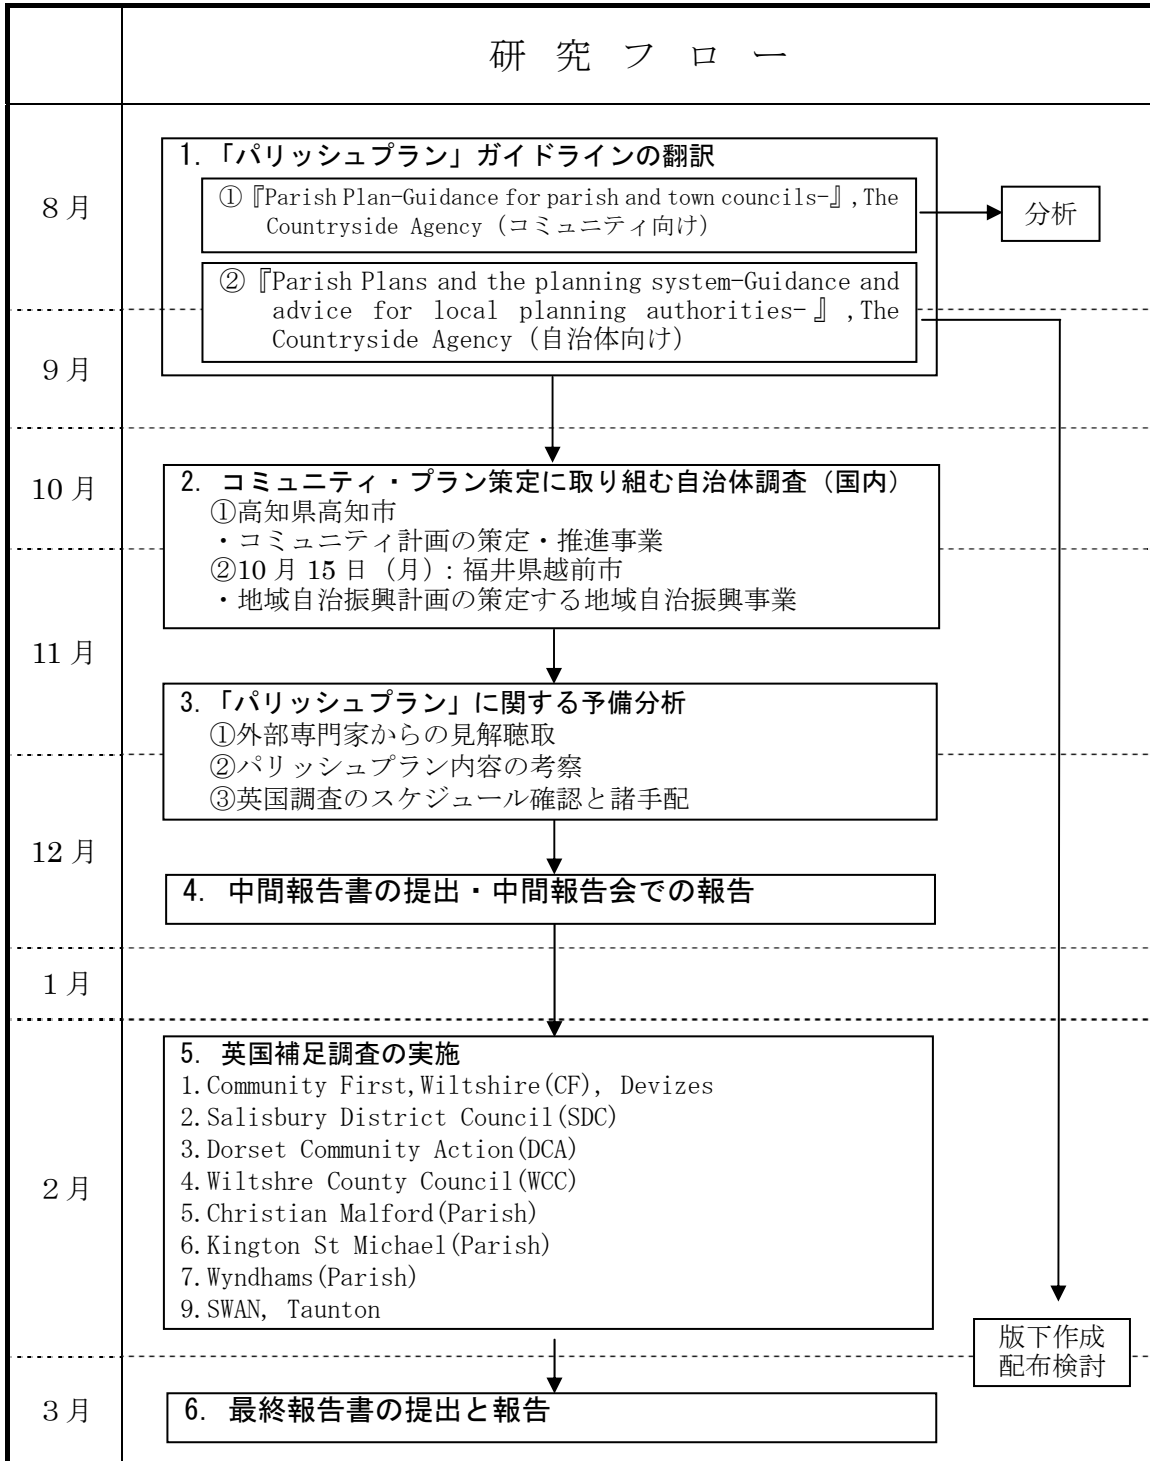 研究フロー
8月
1.「パリッシュプラン」ガイドラインの翻訳
①『Parish Plan-Guidance for parish and town councils-』,The
Countryside Agency（コミュニティ向け）
分析
②『Parish Plans and the planning system-Guidance and
advice for local planning authorities-』,The
Countryside Agency（自治体向け）
9月
10月
2. コミュニティ・プラン策定に取り組む自治体調査（国内）
①高知県高知市
・コミュニティ計画の策定・推進事業
②10月15日（月）: 福井県越前市
・地域自治振興計画の策定する地域自治振興事業
11月
3.「パリッシュプラン」に関する予備分析
①外部専門家からの見解聴取
②パリッシュプラン内容の考察
③英国調査のスケジュール確認と諸手配
12月
4. 中間報告書の提出・中間報告会での報告
1月
5. 英国補足調査の実施
1.Community First,Wiltshire(CF), Devizes
2.Salisbury District Council(SDC)
3.Dorset Community Action(DCA)
4.Wiltshre County Council(WCC)
2月
5.Christian Malford(Parish)
6.Kington St Michael(Parish)
7.Wyndhams(Parish)
9.SWAN, Taunton
版下作成
配布検討
3月
6. 最終報告書の提出と報告